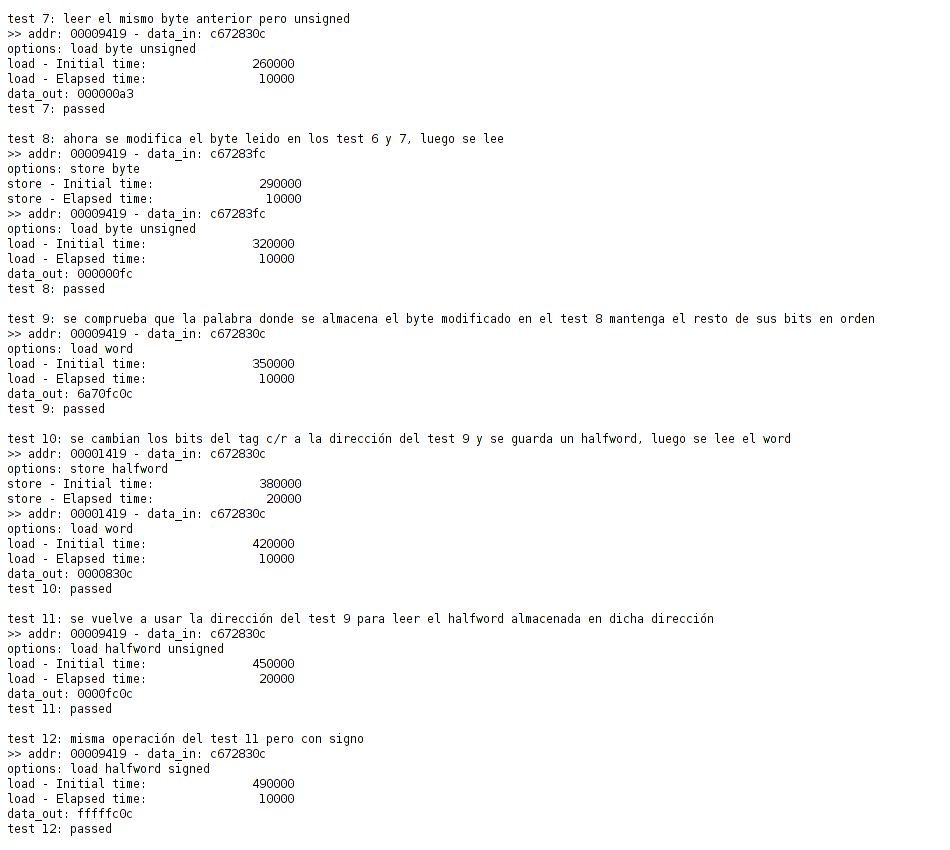 test 7: leer el mismo byte anterior pero unsigned
>> addr: 00009419 - data_in: c672830c
options: load byte unsigned
load - Initial time:               260000
load - Elapsed time:                10000
data_out: 000000a3
test 7: passed

test 8: ahora se modifica el byte leido en los test 6 y 7, luego se lee
>> addr: 00009419 - data_in: c67283fc
options: store byte
store - Initial time:               290000
store - Elapsed time:                10000
>> addr: 00009419 - data_in: c67283fc
options: load byte unsigned
load - Initial time:               320000
load - Elapsed time:                10000
data_out: 000000fc
test 8: passed

test 9: se comprueba que la palabra donde se almacena el byte modificado en el test 8 mantenga el resto de sus bits en orden
>> addr: 00009419 - data_in: c672830c
options: load word
load - Initial time:               350000
load - Elapsed time:                10000
data_out: 6a70fc0c
test 9: passed

test 10: se cambian los bits del tag c/r a la dirección del test 9 y se guarda un halfword, luego se lee el word
>> addr: 00001419 - data_in: c672830c
options: store halfword
store - Initial time:               380000
store - Elapsed time:                20000
>> addr: 00001419 - data_in: c672830c
options: load word
load - Initial time:               420000
load - Elapsed time:                10000
data_out: 0000830c
test 10: passed

test 11: se vuelve a usar la dirección del test 9 para leer el halfword almacenada en dicha dirección
>> addr: 00009419 - data_in: c672830c
options: load halfword unsigned
load - Initial time:               450000
load - Elapsed time:                20000
data_out: 0000fc0c
test 11: passed

test 12: misma operación del test 11 pero con signo
>> addr: 00009419 - data_in: c672830c
options: load halfword signed
load - Initial time:               490000
load - Elapsed time:                10000
data_out: fffffc0c
test 12: passed